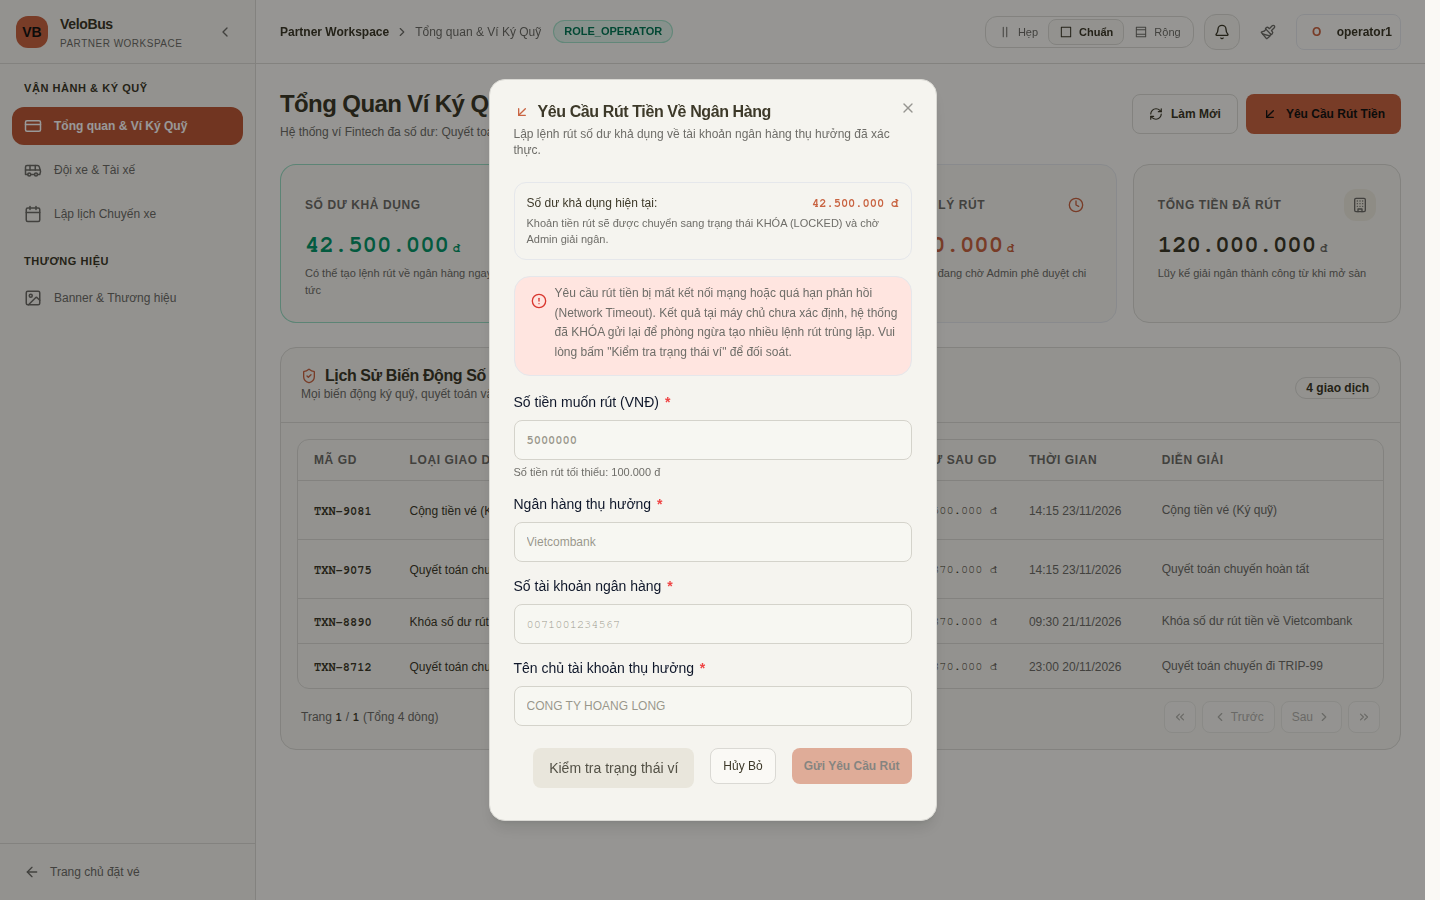 VB
VeloBus
PARTNER WORKSPACE
Partner Workspace
Tổng quan & Ví Ký Quỹ
ROLE_OPERATOR
Hẹp
Chuẩn
Rộng
O
operator1
VẬN HÀNH & KÝ QUỸ
Tổng quan & Ví Ký Quỹ
Đội xe & Tài xế
Lập lịch Chuyến xe
THƯƠNG HIỆU
Banner & Thương hiệu
Trang chủ đặt vé
Tổng Quan Ví Ký Q
Hệ thống ví Fintech đa số dư: Quyết toá
Làm Mới
Yêu Cầu Rút Tiền
SỐ DƯ KHẢ DỤNG
42.500.000 đ
Có thể tạo lệnh rút về ngân hàng ngay
tức
LÝ RÚT
0.000 đ
đang chờ Admin phê duyệt chi
TỔNG TIỀN ĐÃ RÚT
120.000.000 đ
Lũy kế giải ngân thành công từ khi mở sàn
Lịch Sử Biến Động Số
Mọi biến động ký quỹ, quyết toán và
4 giao dịch
MÃ GD
LOẠI GIAO D
SAU GD
THỜI GIAN
DIỄN GIẢI
TXN-9081
Cộng tiền vé (K
00.000 đ
14:15 23/11/2026
Cộng tiền vé (Ký quỹ)
TXN-9075
Quyết toán chu
70.000 đ
14:15 23/11/2026
Quyết toán chuyến hoàn tất
TXN-8890
Khóa số dư rút
70.000 đ
09:30 21/11/2026
Khóa số dư rút tiền về Vietcombank
TXN-8712
Quyết toán chu
70.000 đ
23:00 20/11/2026
Quyết toán chuyến đi TRIP-99
Trang 1 / 1 (Tổng 4 dòng)
Trước
Sau
Yêu Cầu Rút Tiền Về Ngân Hàng
Lập lệnh rút số dư khả dụng về tài khoản ngân hàng thụ hưởng đã xác
thực.
Số dư khả dụng hiện tại:
42.500.000 đ
Khoản tiền rút sẽ được chuyển sang trạng thái KHÓA (LOCKED) và chờ
Admin giải ngân.
Yêu cầu rút tiền bị mất kết nối mạng hoặc quá hạn phản hồi
(Network Timeout). Kết quả tại máy chủ chưa xác định, hệ thống
đã KHÓA gửi lại để phòng ngừa tạo nhiều lệnh rút trùng lặp. Vui
lòng bấm "Kiểm tra trạng thái ví" để đối soát.
Số tiền muốn rút (VNĐ) *
5000000
Số tiền rút tối thiểu: 100.000 đ
Ngân hàng thụ hưởng *
Vietcombank
Số tài khoản ngân hàng *
0071001234567
Tên chủ tài khoản thụ hưởng *
CONG TY HOANG LONG
Kiểm tra trạng thái ví
Hủy Bỏ
Gửi Yêu Cầu Rút